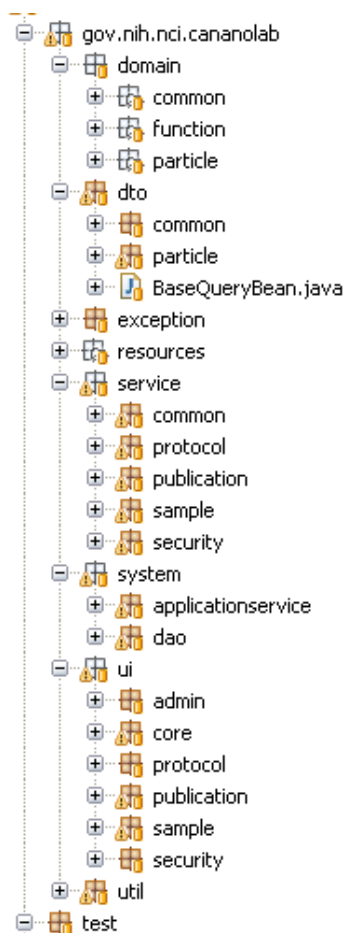 gov.nih.nci.cananolab
domain
common
function
particle
dto
common
particle
BaseQueryBean.java
exception
resources
service
common
protocol
publication
sample
security
system
applicationservice
dao
ui
admin
core
protocol
publication
sample
security
util
test